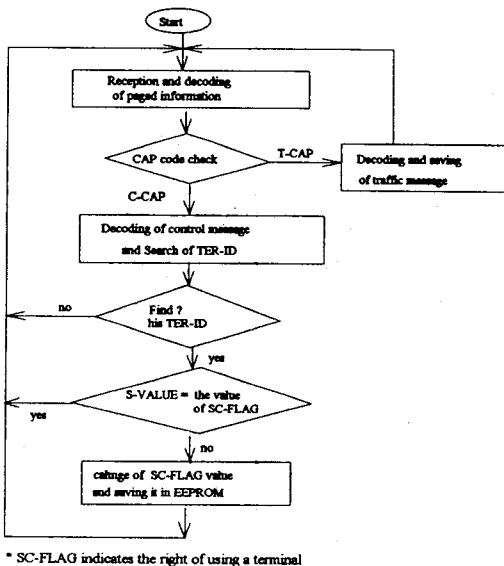 Start
Reception and decoding
of paged information
CAP code check
T-CAP
Decoding and saving
of traffic message
C-CAP
Decoding of control message
and Search of TER-ID
no
Find ?
his TER-ID
yes
S-VALUE = the value
of SC-FLAG
yes
no
cahnge of SC-FLAG value
and saving it in EEPROM
* SC-FLAG indicates the right of using a terminal